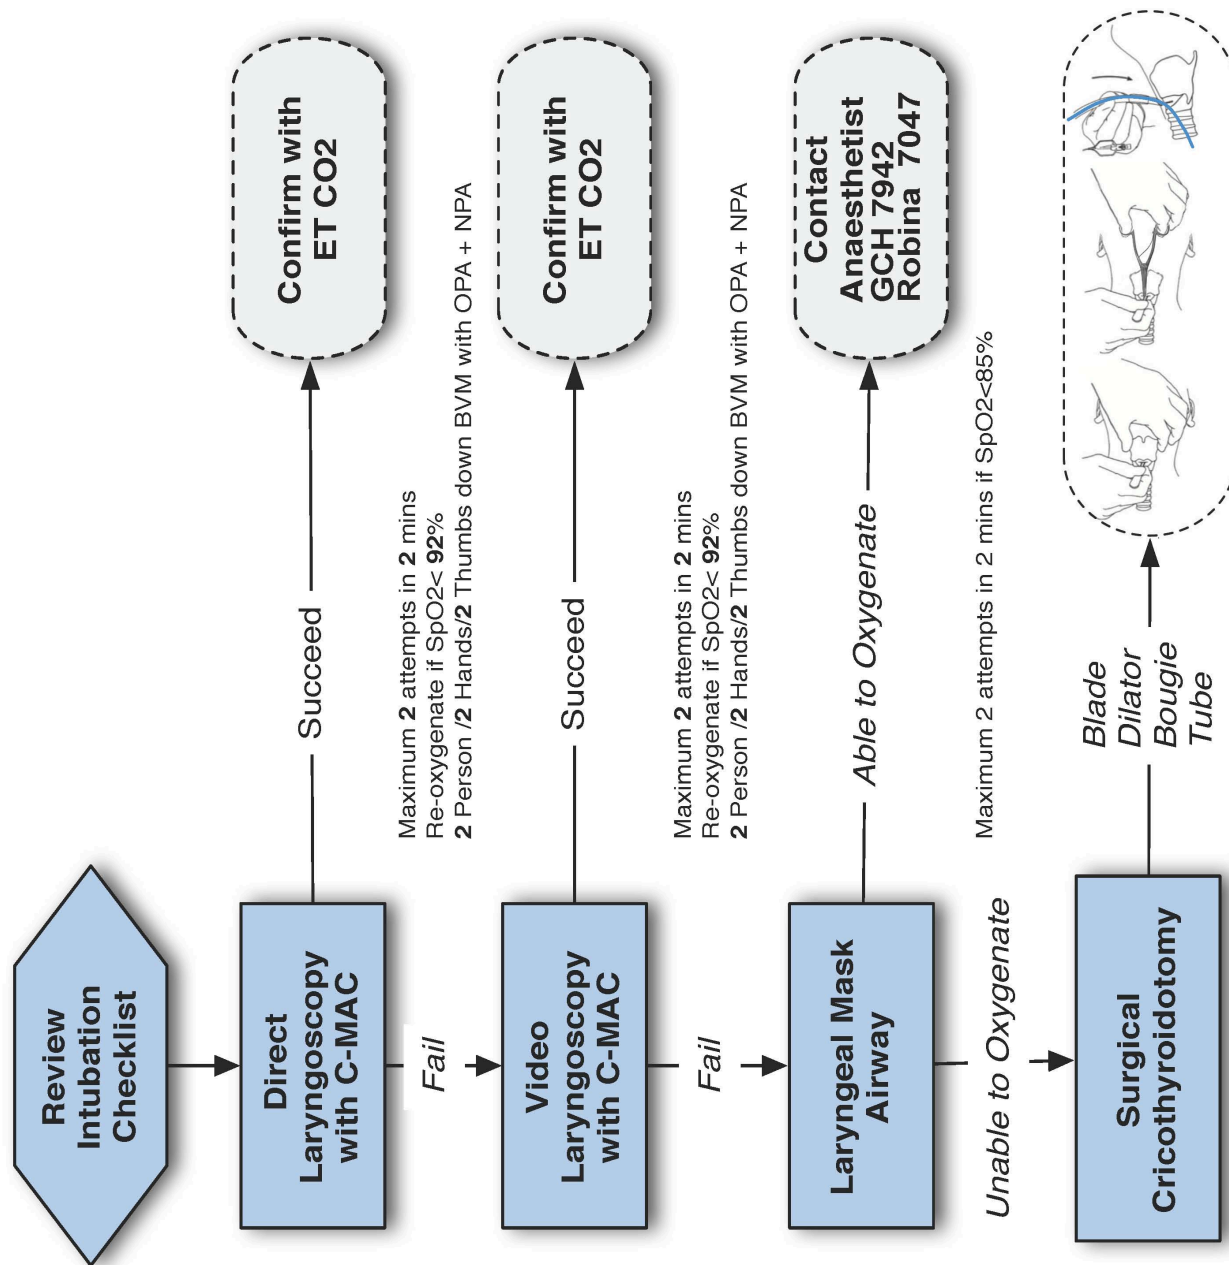 Review
Intubation
Checklist
Direct
Laryngoscopy
with C-MAC
Succeed
Confirm with
ET CO2
Fail
Maximum 2 attempts in 2 mins
Re-oxygenate if SpO2< 92%
2 Person /2 Hands/2 Thumbs down BVM with OPA + NPA
Video
Laryngoscopy
with C-MAC
Succeed
Confirm with
ET CO2
Fail
Maximum 2 attempts in 2 mins
Re-oxygenate if SpO2< 92%
2 Person /2 Hands/2 Thumbs down BVM with OPA + NPA
Laryngeal Mask
Airway
Able to Oxygenate
Contact
Anaesthetist
GCH 7942
Robina 7047
Unable to Oxygenate
Maximum 2 attempts in 2 mins if SpO2<85%
Surgical
Cricothyroidotomy
Blade
Dilator
Bougie
Tube